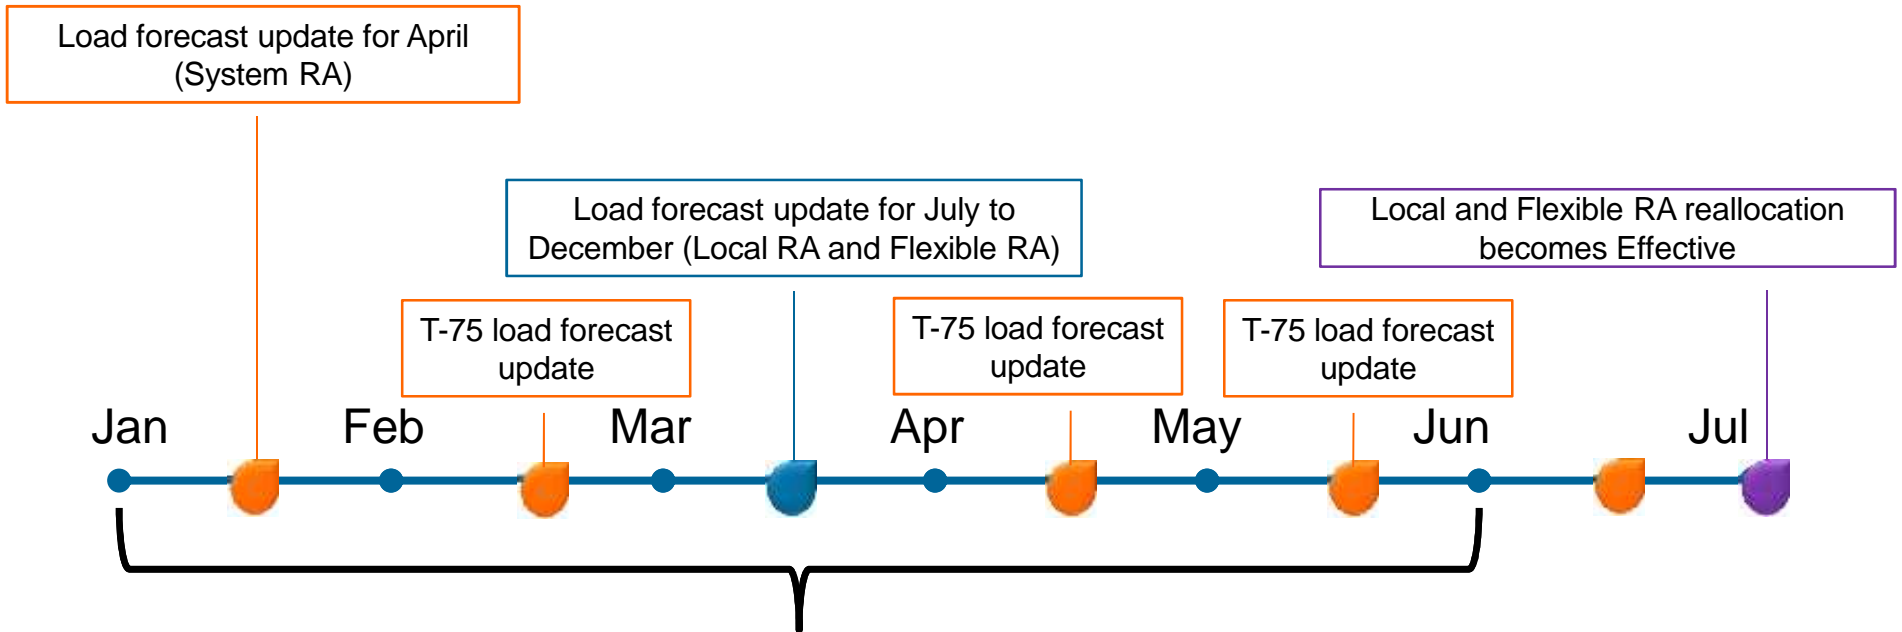 Load forecast update for April
(System RA)
Load forecast update for July to
December (Local RA and Flexible RA)
Local and Flexible RA reallocation
becomes Effective
T-75 load forecast
update
T-75 load forecast
update
T-75 load forecast
update
Jan
Feb
Mar
Apr
May
Jun
Jul